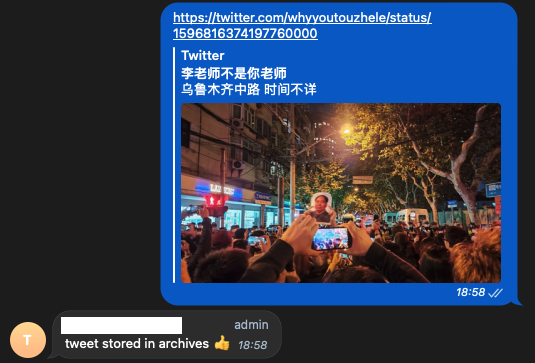 https://twitter.com/whyyoutouzhele/status/
1596816374197760000
Twitter
李老师不是你老师
乌鲁木齐中路 时间不详
18:58
T
admin
tweet stored in archives 👍 18:58